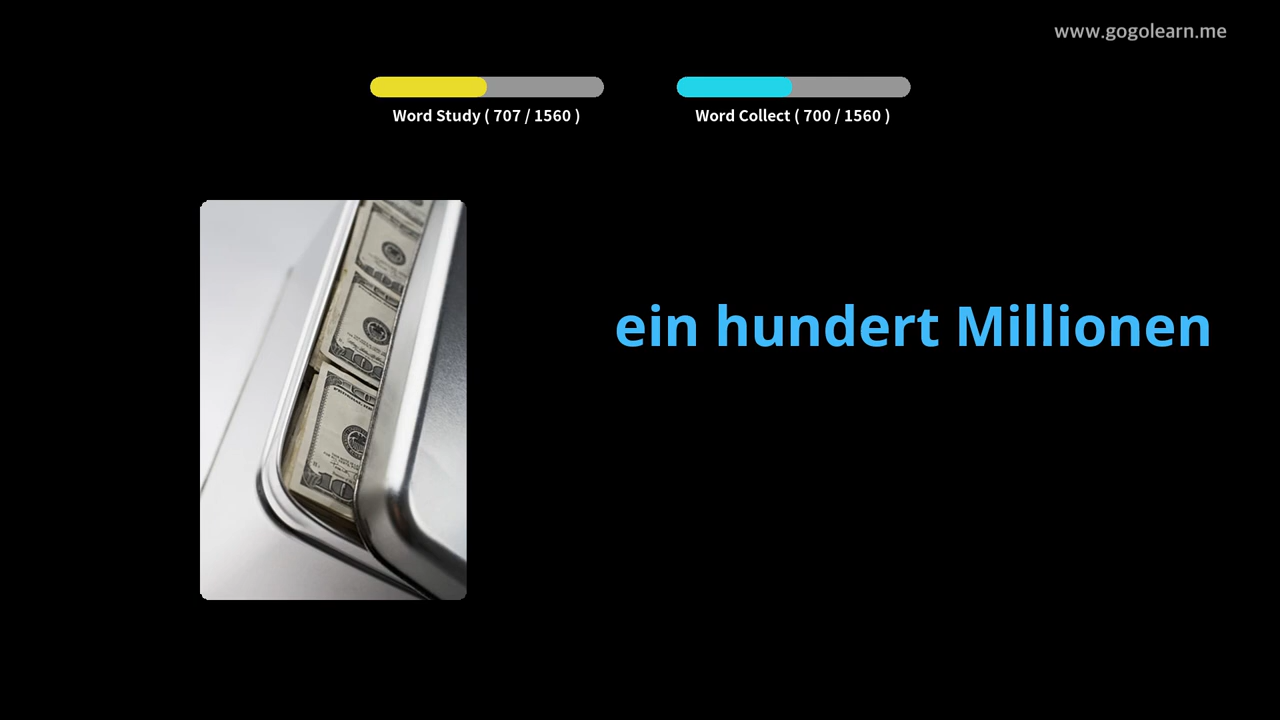 www.gogolearn.me
Word Study ( 707 / 1560 )
Word Collect ( 700 / 1560 )
ein hundert Millionen